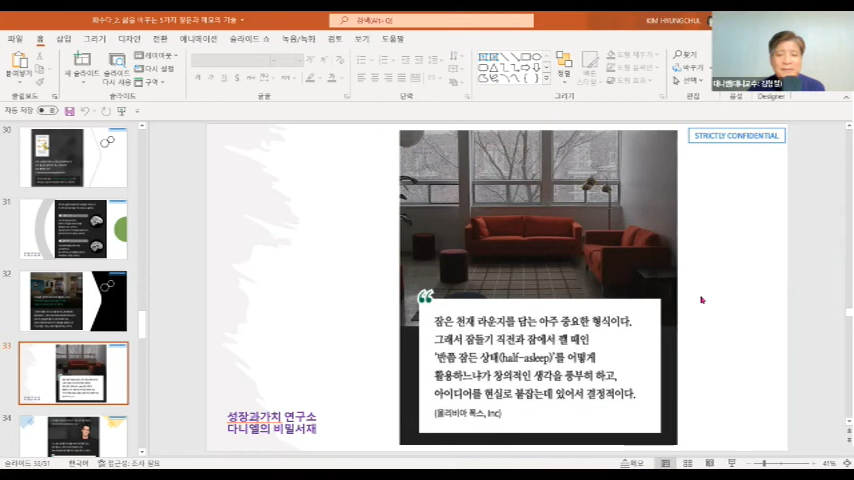 화수다_2. 삶을 바꾸는 5가지 질문과 메모의 기술
검색(Alt+Q)
KIM HYUNGCHUL
파일 홈 삽입 그리기 디자인 전환 애니메이션 슬라이드 쇼 녹음/녹화 검토 보기 도움말
붙여넣기
새 슬라이드
슬라이드 다시 사용
레이아웃
다시 설정
구역
정렬
빠른 스타일
도형 채우기
도형 윤곽선
도형 효과
찾기
바꾸기
선택
클립보드 슬라이드 글꼴 단락 그리기 편집 음성 Designer
자동 저장
30
31
32
33
34
STRICTLY CONFIDENTIAL
잠은 천재 라운지를 담는 아주 중요한 형식이다.
그래서 잠들기 직전과 잠에서 깰 때인
'반쯤 잠든 상태(half-asleep)'를 어떻게
활용하느냐가 창의적인 생각을 풍부히 하고,
아이디어를 현실로 붙잡는데 있어서 결정적이다.
(올리비아 폭스, Inc)
성장과가치 연구소
다니엘의 비밀서재
슬라이드 33/51 한국어 접근성: 조사 필요 메모 41%